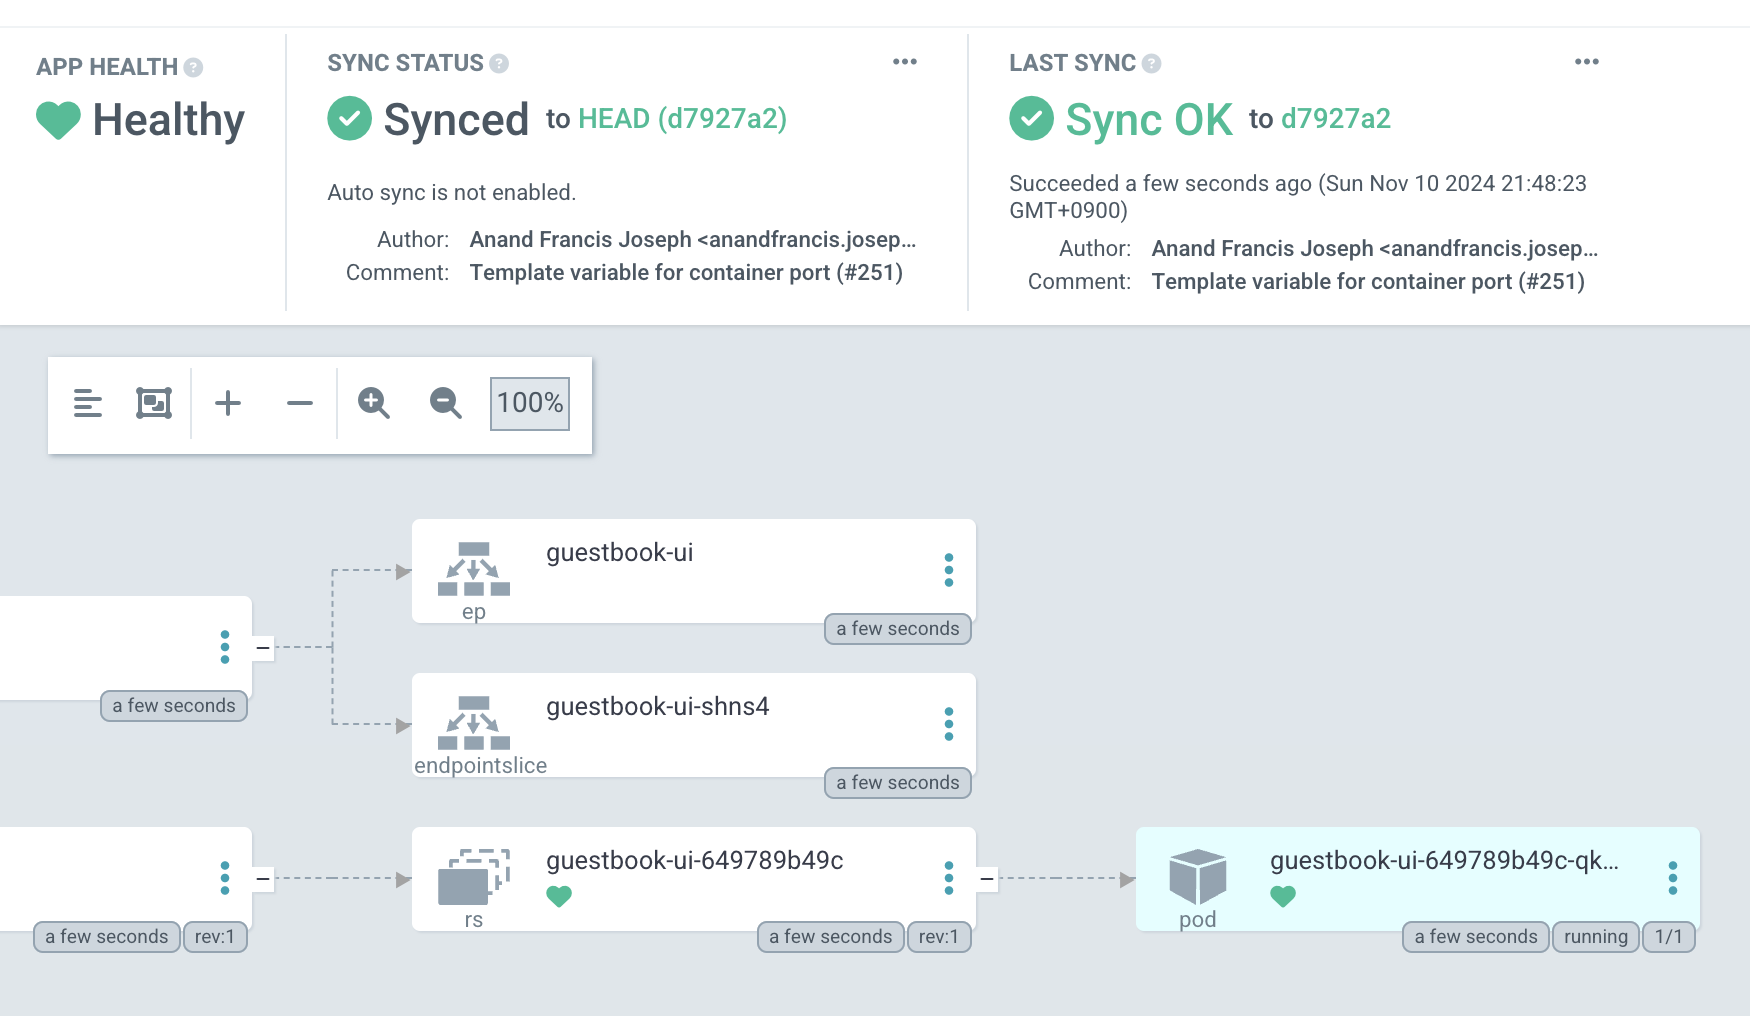 APP HEALTH
Healthy
SYNC STATUS
Synced to HEAD (d7927a2)
Auto sync is not enabled.
Author: Anand Francis Joseph <anandfrancis.josep...
Comment: Template variable for container port (#251)
LAST SYNC
Sync OK to d7927a2
Succeeded a few seconds ago (Sun Nov 10 2024 21:48:23
GMT+0900)
Author: Anand Francis Joseph <anandfrancis.josep...
Comment: Template variable for container port (#251)
100%
guestbook-ui
ep
a few seconds
a few seconds
guestbook-ui-shns4
endpointslice
a few seconds
a few seconds rev:1
guestbook-ui-649789b49c
rs
a few seconds rev:1
guestbook-ui-649789b49c-qk...
pod
a few seconds running 1/1